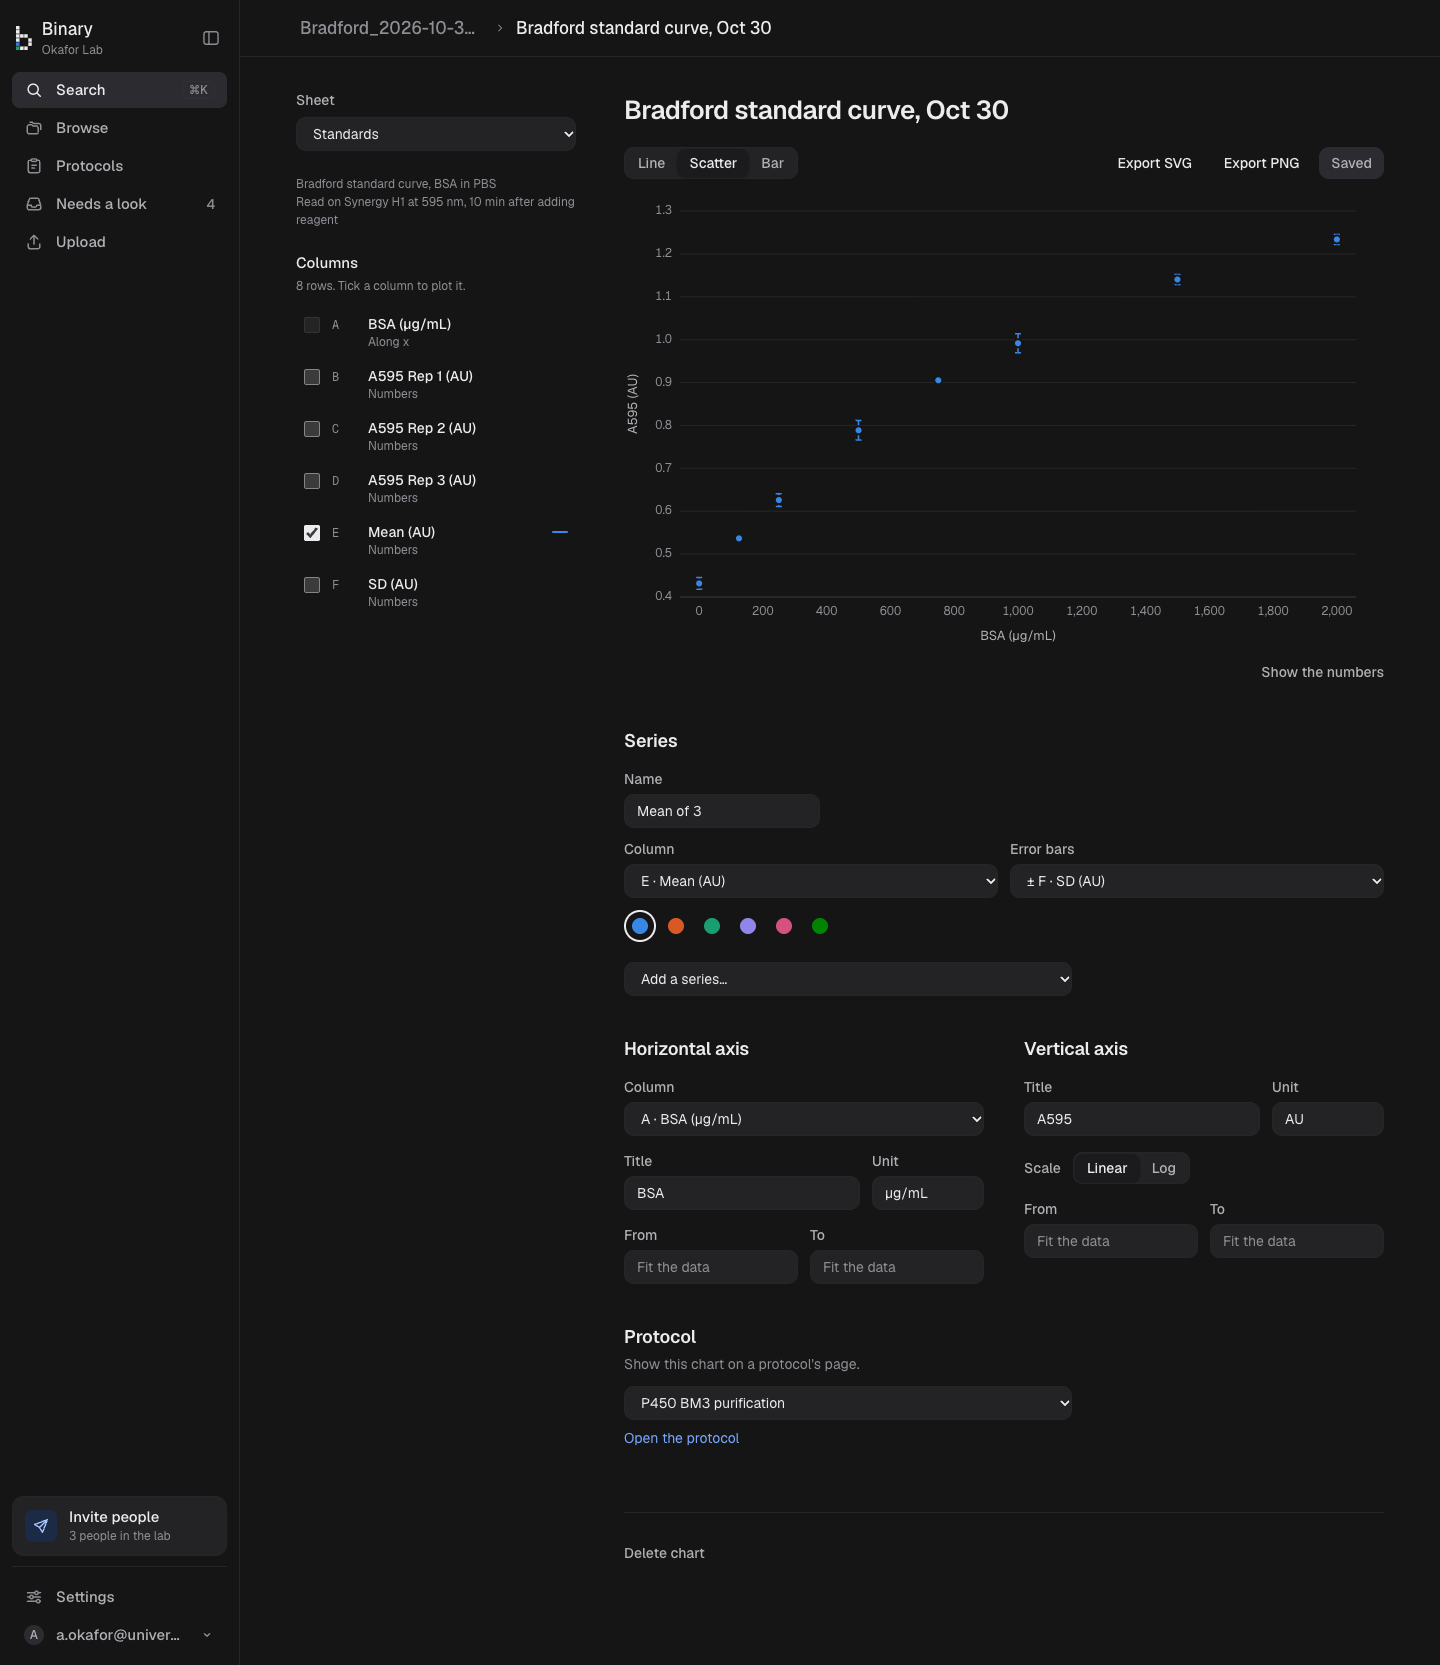 Binary
Okafor Lab
Search ⌘K
Browse
Protocols
Needs a look 4
Upload
Invite people
3 people in the lab
Settings
A a.okafor@univer...
Bradford_2026-10-3... › Bradford standard curve, Oct 30
Sheet
Standards
Bradford standard curve, BSA in PBS
Read on Synergy H1 at 595 nm, 10 min after adding
reagent
Columns
8 rows. Tick a column to plot it.
A BSA (µg/mL)
Along x
B A595 Rep 1 (AU)
Numbers
C A595 Rep 2 (AU)
Numbers
D A595 Rep 3 (AU)
Numbers
E Mean (AU)
Numbers
F SD (AU)
Numbers
Bradford standard curve, Oct 30
Line Scatter Bar
Export SVG Export PNG Saved
1.3
1.2
1.1
1.0
0.9
0.8
0.7
0.6
0.5
0.4
A595 (AU)
0 200 400 600 800 1,000 1,200 1,400 1,600 1,800 2,000
BSA (µg/mL)
Show the numbers
Series
Name
Mean of 3
Column Error bars
E · Mean (AU) ± F · SD (AU)
Add a series...
Horizontal axis
Column
A · BSA (µg/mL)
Title Unit
BSA µg/mL
From To
Fit the data Fit the data
Vertical axis
Title Unit
A595 AU
Scale Linear Log
From To
Fit the data Fit the data
Protocol
Show this chart on a protocol's page.
P450 BM3 purification
Open the protocol
Delete chart